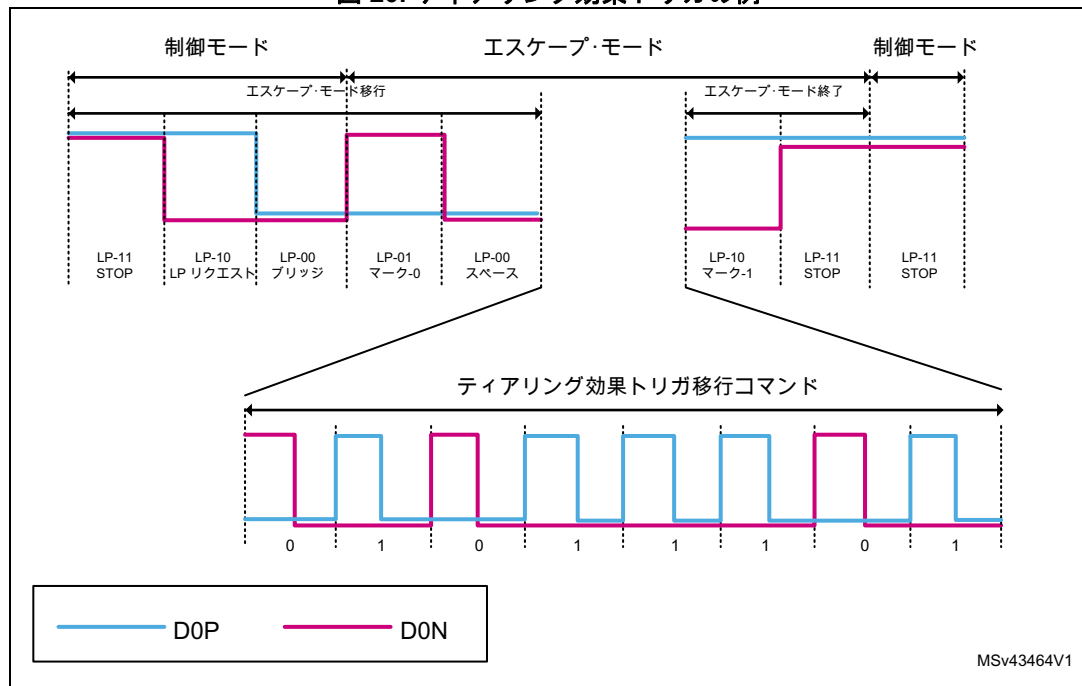 制御モード
エスケープ・モード
制御モード
エスケープ・モード移行
エスケープ・モード終了
LP-11
STOP
LP-10
LP リクエスト
LP-00
ブリッジ
LP-01
マーク-0
LP-00
スペース
LP-10
マーク-1
LP-11
STOP
LP-11
STOP
ティアリング効果トリガ移行コマンド
0 1 0 1 1 1 0 1
D0P
D0N
MSv43464V1